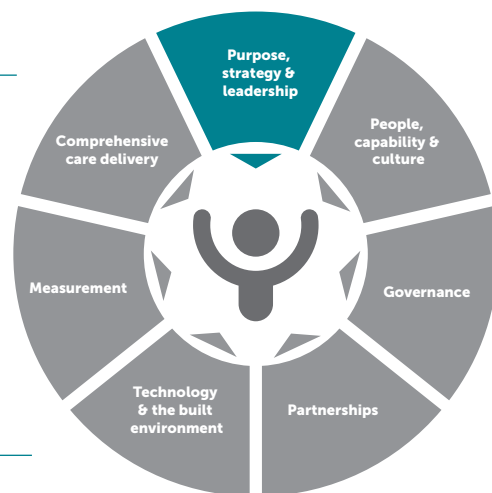 Purpose,
strategy &
leadership
People,
capability &
culture
Governance
Partnerships
Technology
& the built
environment
Measurement
Comprehensive
care delivery